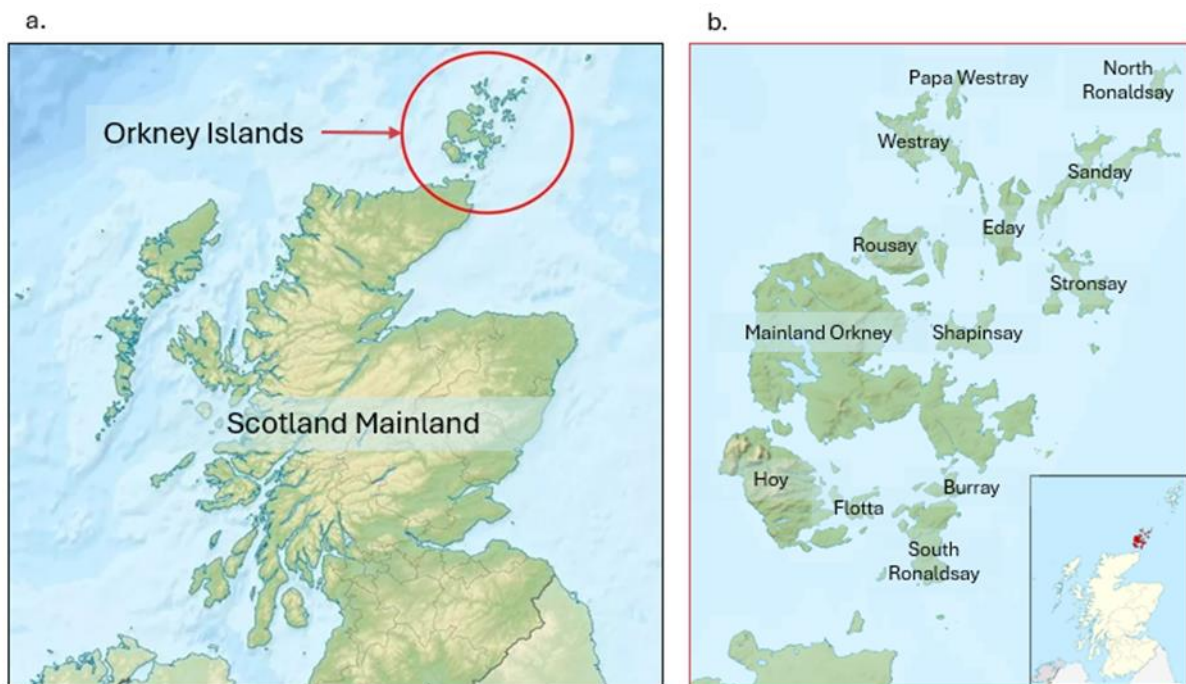 a.
Orkney Islands
Scotland Mainland
b.
Papa Westray
North
Ronaldsay
Westray
Sanday
Eday
Rousay
Stronsay
Mainland Orkney
Shapinsay
Hoy
Burray
Flotta
South
Ronaldsay